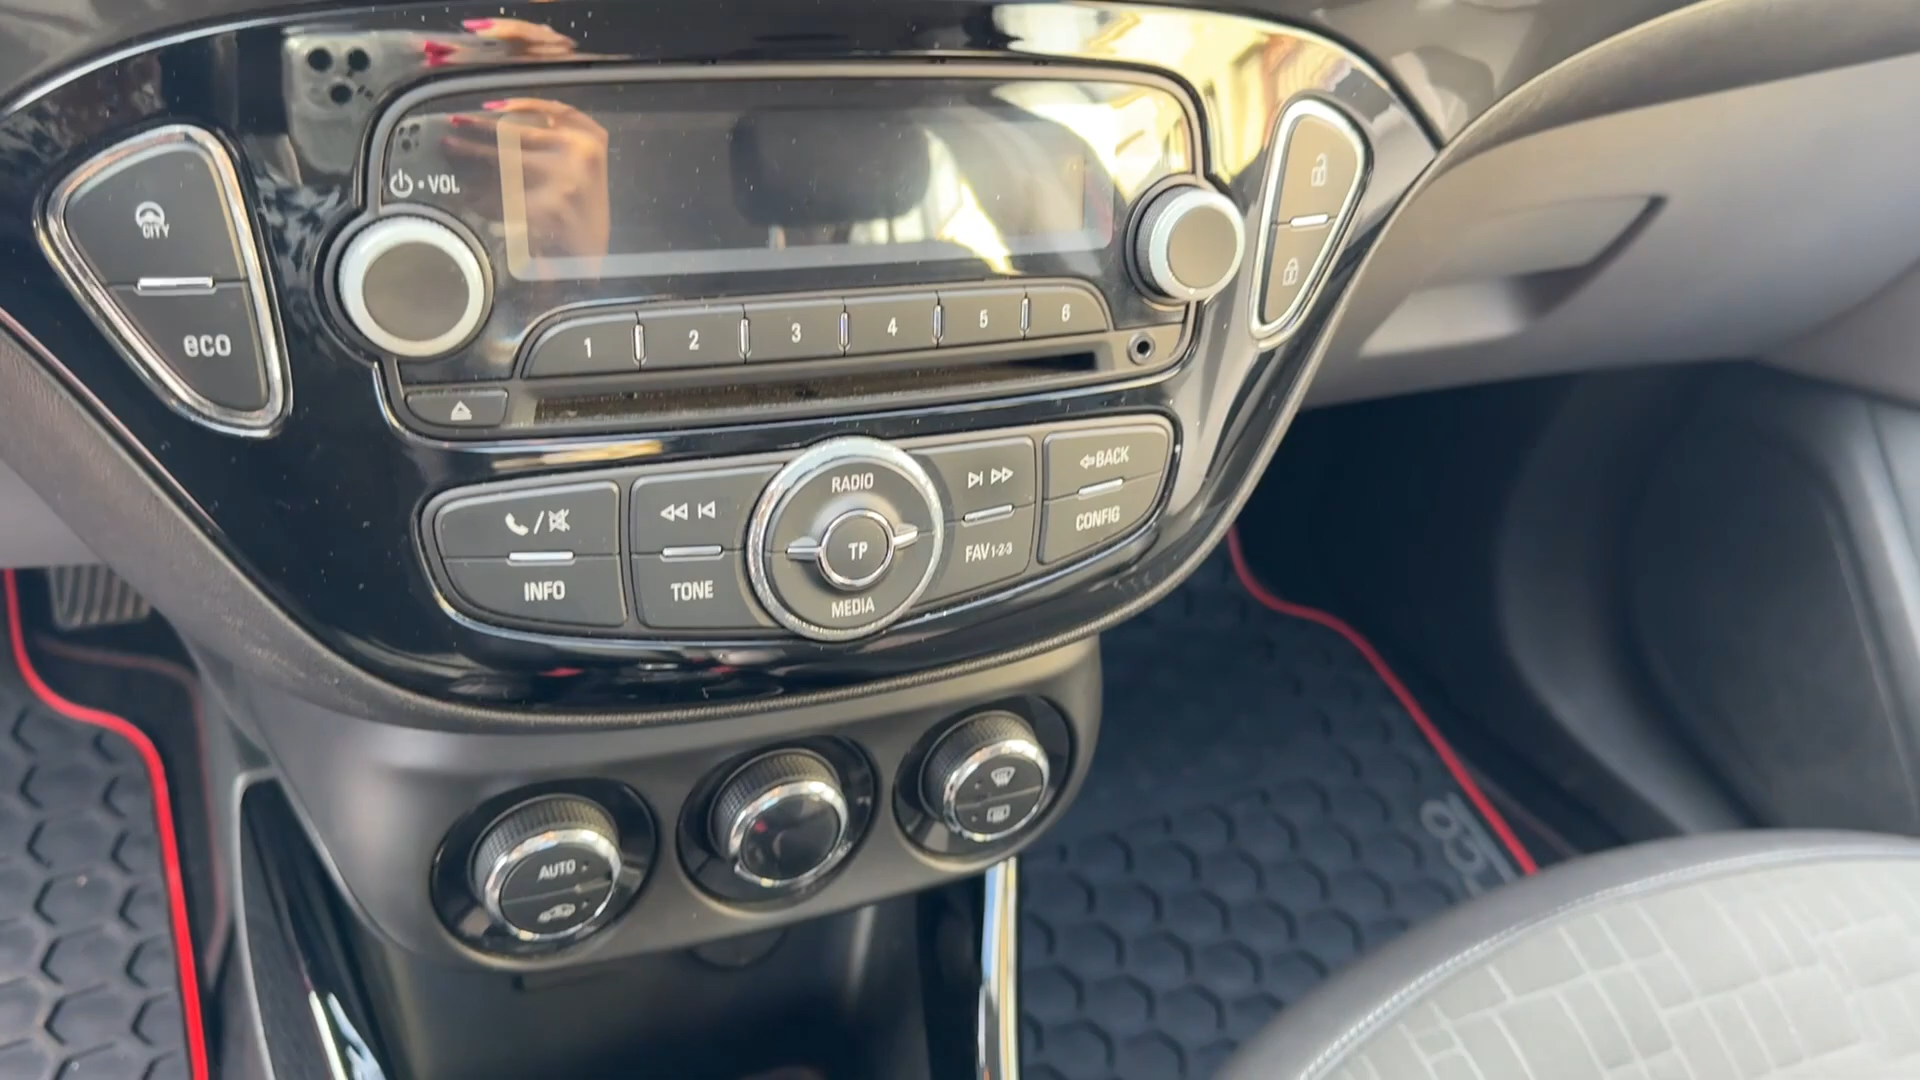 VOL
CITY
eco
1 2 3 4 5 6
RADIO
BACK
TP
CONFIG
FAV 1-2-3
INFO
TONE
MEDIA
AUTO